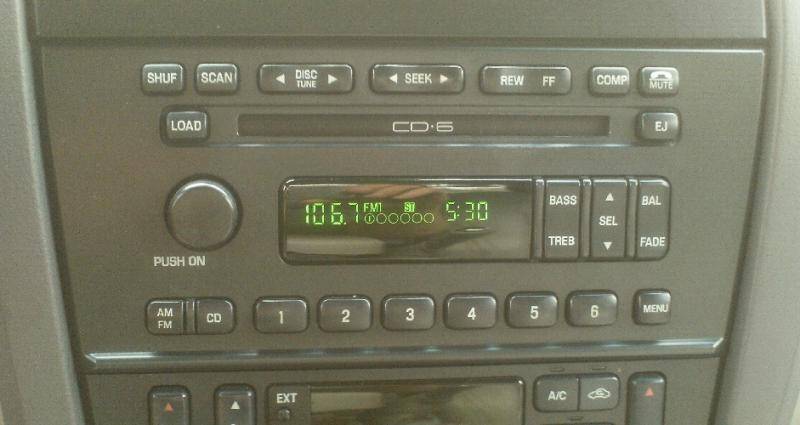 SHUF SCAN DISC TUNE SEEK REW FF COMP MUTE
LOAD CD·6 EJ
106.7 FM1 ST 5:30
BASS SEL BAL
TREB FADE
PUSH ON
AM FM CD 1 2 3 4 5 6 MENU
EXT A/C